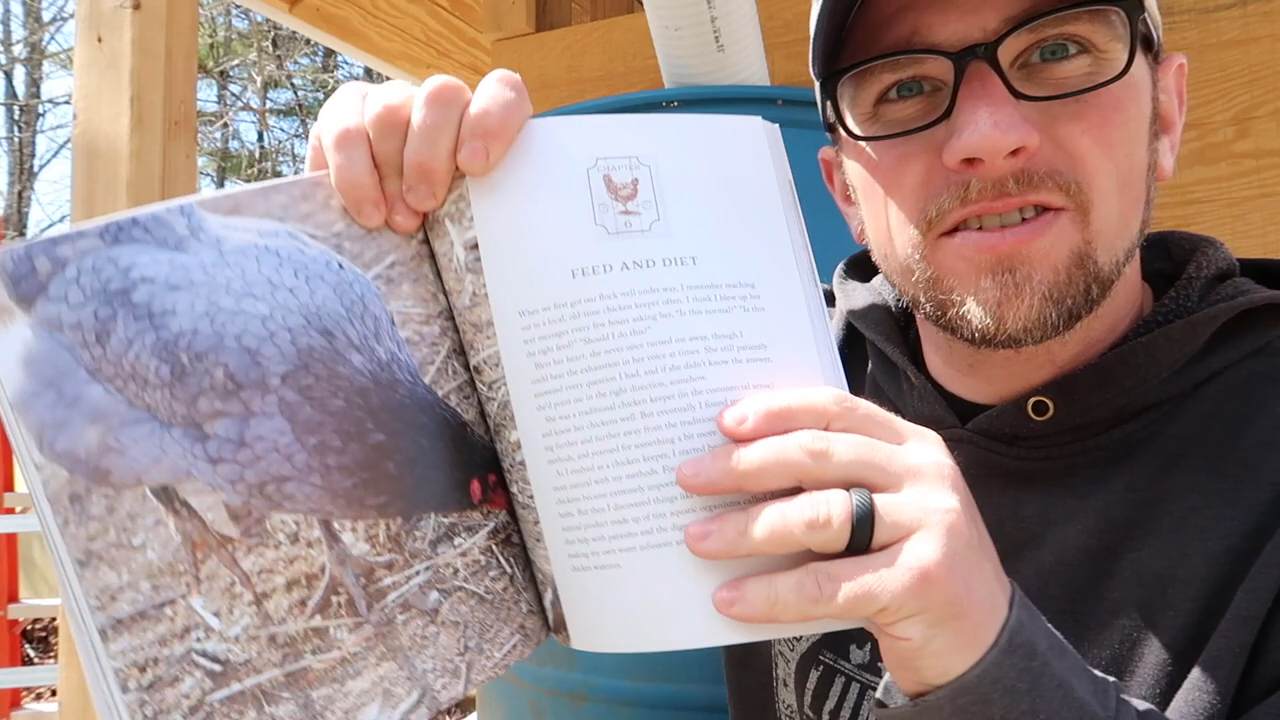 CHAPTER
6
FEED AND DIET
When we first got our flock well under way, I remember reaching
out to a local, old-time chicken keeper often. I think I blew up her
text messages every few hours asking her, "Is this normal?" "Is this
the right feed?" "Should I do this?"
Bless her heart, she never once turned me away, though I
could hear the exhaustion in her voice at times. She still patiently
answered every question I had, and if she didn't know the answer,
she'd point me in the right direction, somehow.
She was a traditional chicken keeper (in the commercial sense)
and knew her chickens well. But eventually I found
ing further and further away from the tradition
methods, and yearned for something a bit more
As I evolved as a chicken keeper, I started
more natural with my methods. For
chickens became extremely important
herbs. But then I discovered things like
natural product made up of tiny aquatic organisms called
that help with parasites and the
making my own water infusions
chicken waterers.